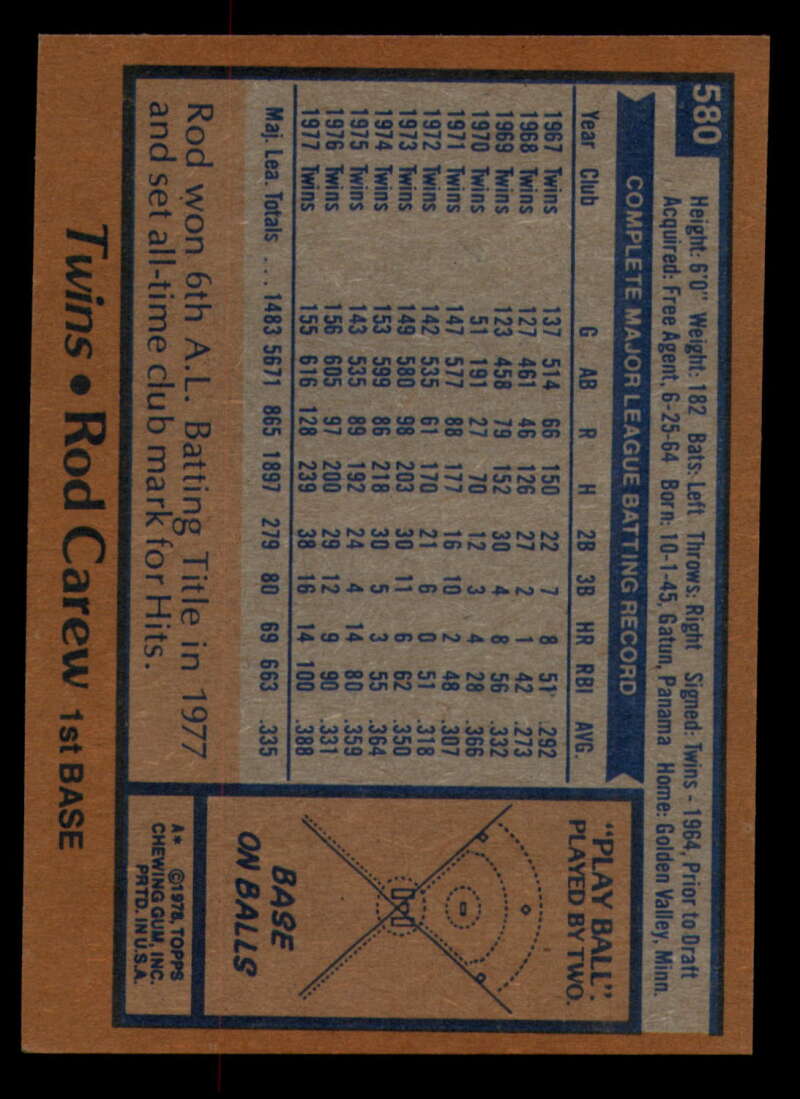 580
Height: 6'0" Weight: 182 Bats: Left Throws: Right Signed: Twins - 1964, Prior to Draft
Acquired: Free Agent, 6-25-64 Born: 10-1-45, Gatun, Panama Home: Golden Valley, Minn.
COMPLETE MAJOR LEAGUE BATTING RECORD
Year Club G AB R H 2B 3B HR RBI AVG.
1967 Twins 137 514 66 150 22 7 8 51 .292
1968 Twins 127 461 46 126 27 2 1 42 .273
1969 Twins 123 458 79 152 30 4 8 56 .332
1970 Twins 51 191 27 70 12 3 4 28 .366
1971 Twins 147 577 88 177 16 10 2 48 .307
1972 Twins 142 535 61 170 21 6 0 51 .318
1973 Twins 149 580 98 203 30 11 6 62 .350
1974 Twins 153 599 86 218 30 5 3 55 .364
1975 Twins 143 535 89 192 24 4 14 80 .359
1976 Twins 156 605 97 200 29 12 9 90 .331
1977 Twins 155 616 128 239 38 16 14 100 .388
Maj. Lea. Totals ... 1483 5671 865 1897 279 80 69 663 .335
Rod won 6th A.L. Batting Title in 1977
and set all-time club mark for Hits.
"PLAY BALL"
PLAYED BY TWO.
BASE
ON BALLS
A* ©1978, TOPPS
CHEWING GUM, INC.
PRTD. IN U.S.A.
Twins • Rod Carew 1st BASE